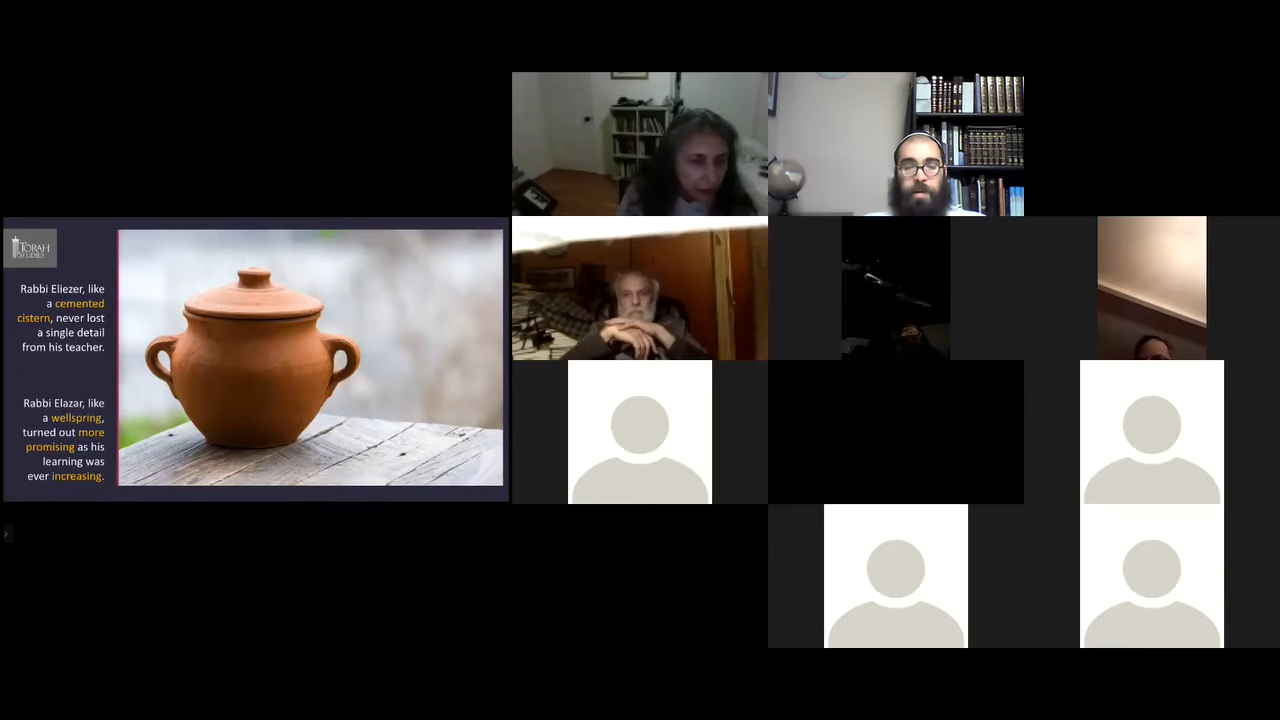 TORAH
STUDIES
Rabbi Eliezer, like
a cemented
cistern, never lost
a single detail
from his teacher.
Rabbi Elazar, like
a wellspring,
turned out more
promising as his
learning was
ever increasing.